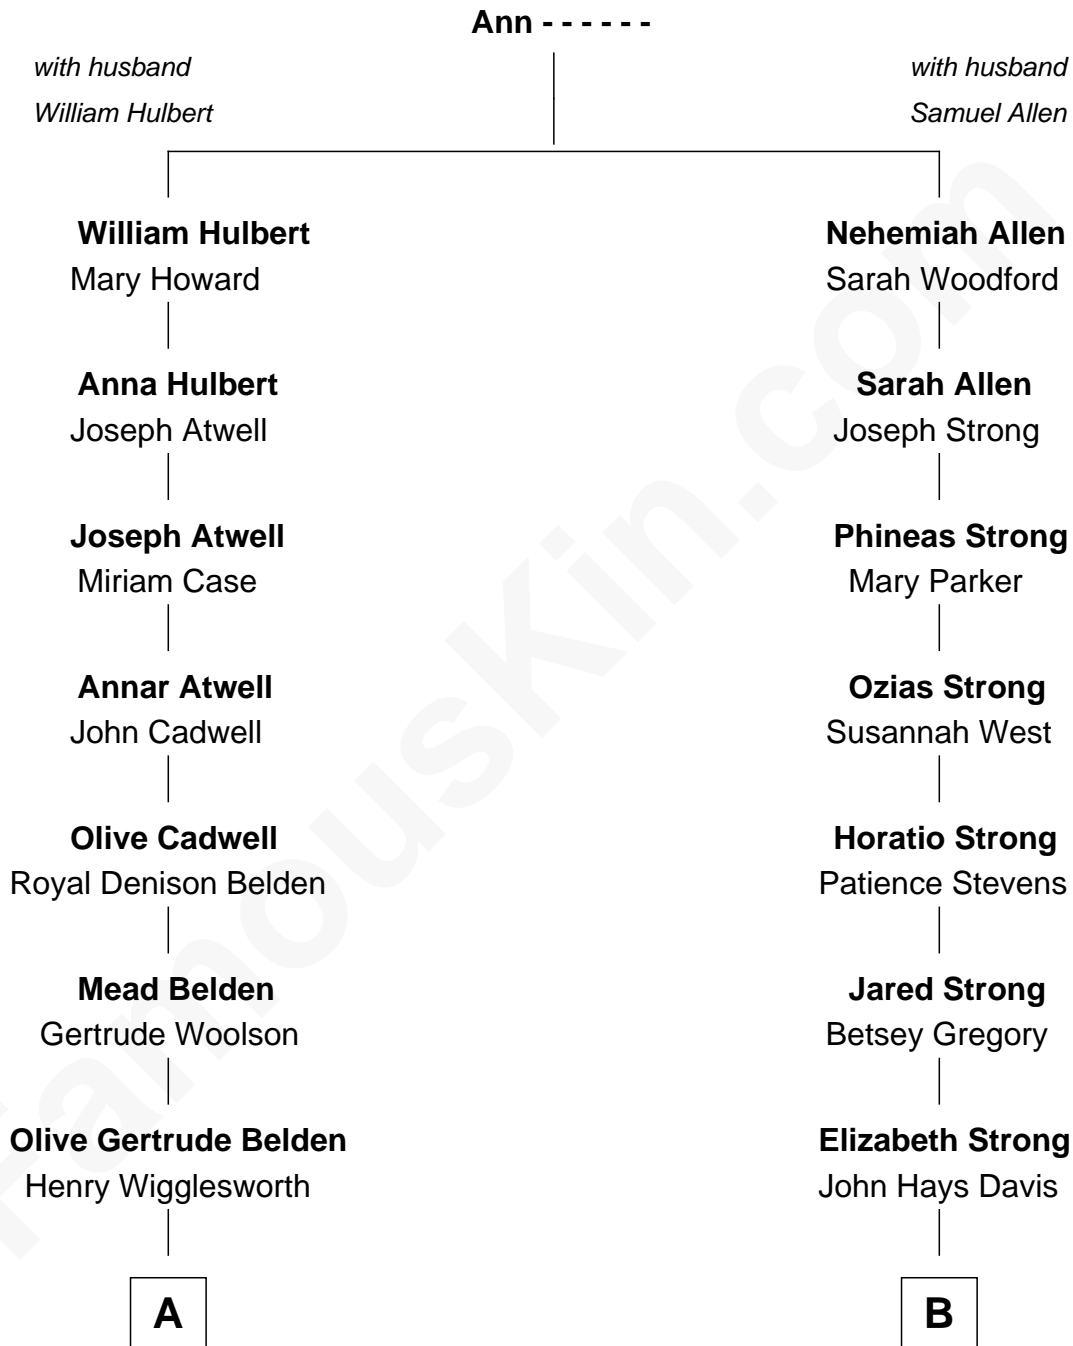 Ann - - - - - -
with husband
William Hulbert
with husband
Samuel Allen
William Hulbert
Mary Howard
Nehemiah Allen
Sarah Woodford
Anna Hulbert
Joseph Atwell
Sarah Allen
Joseph Strong
Joseph Atwell
Miriam Case
Phineas Strong
Mary Parker
Annar Atwell
John Cadwell
Ozias Strong
Susannah West
Olive Cadwell
Royal Denison Belden
Horatio Strong
Patience Stevens
Mead Belden
Gertrude Woolson
Jared Strong
Betsey Gregory
Olive Gertrude Belden
Henry Wigglesworth
Elizabeth Strong
John Hays Davis
A
B
FamousKin.com